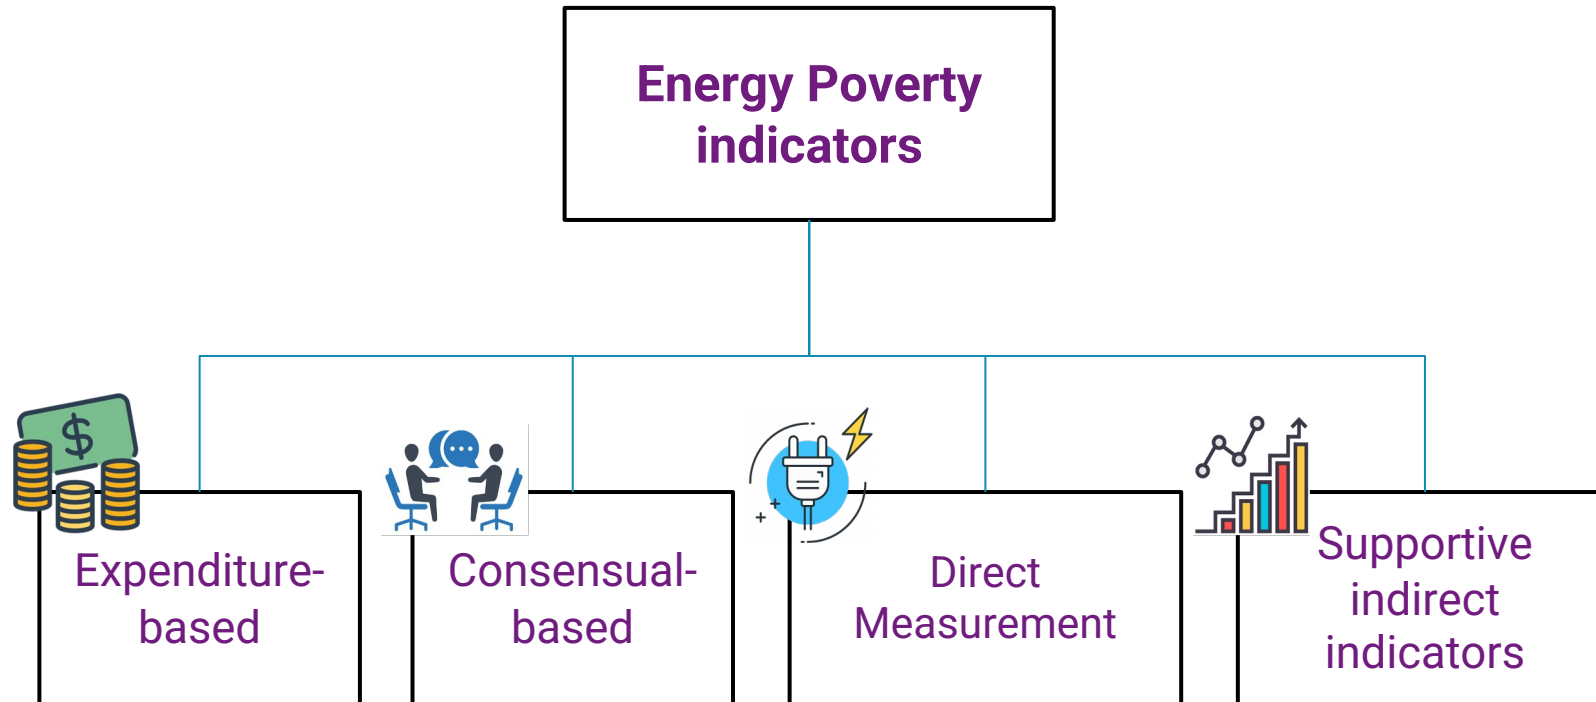 Energy Poverty
indicators
Expenditure-
based
Consensual-
based
Direct
Measurement
Supportive
indirect
indicators